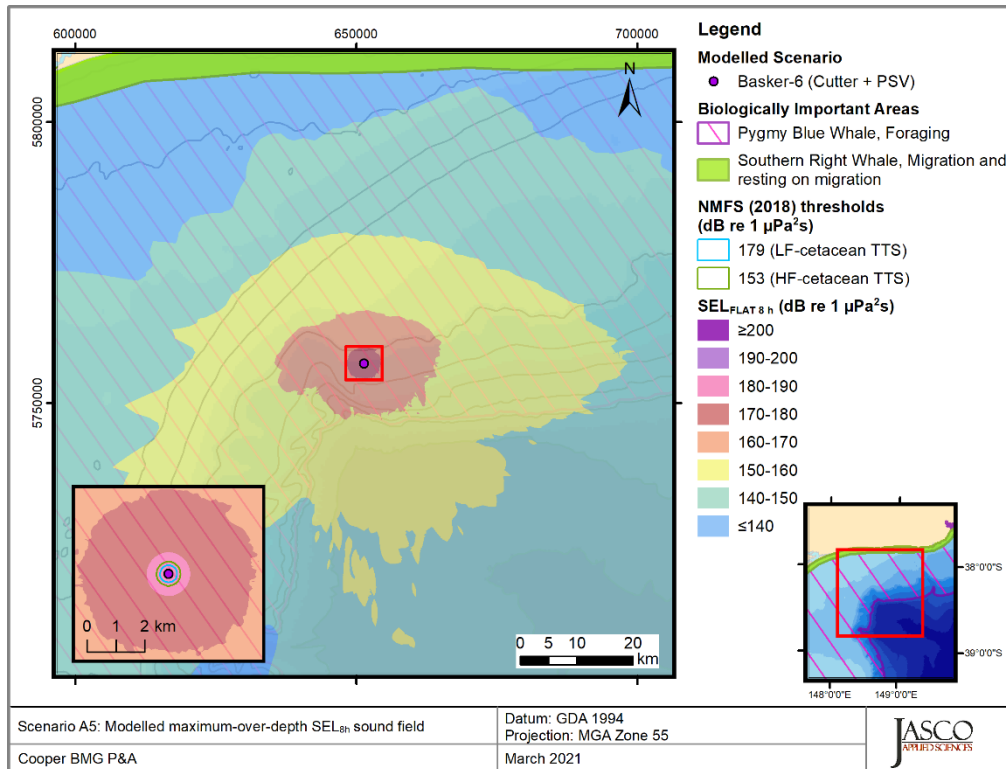 600000
650000
700000
5800000
5750000
N
0 1 2 km
0 5 10 20
km
Legend
Modelled Scenario
Basker-6 (Cutter + PSV)
Biologically Important Areas
Pygmy Blue Whale, Foraging
Southern Right Whale, Migration and
resting on migration
NMFS (2018) thresholds
(dB re 1 µPa²s)
179 (LF-cetacean TTS)
153 (HF-cetacean TTS)
SEL FLAT 8 h (dB re 1 µPa²s)
≥200
190-200
180-190
170-180
160-170
150-160
140-150
≤140
38°0'0"S
39°0'0"S
148°0'0"E
149°0'0"E
Scenario A5: Modelled maximum-over-depth SEL8h sound field
Datum: GDA 1994
Projection: MGA Zone 55
Cooper BMG P&A
March 2021
JASCO
APPLIED SCIENCES